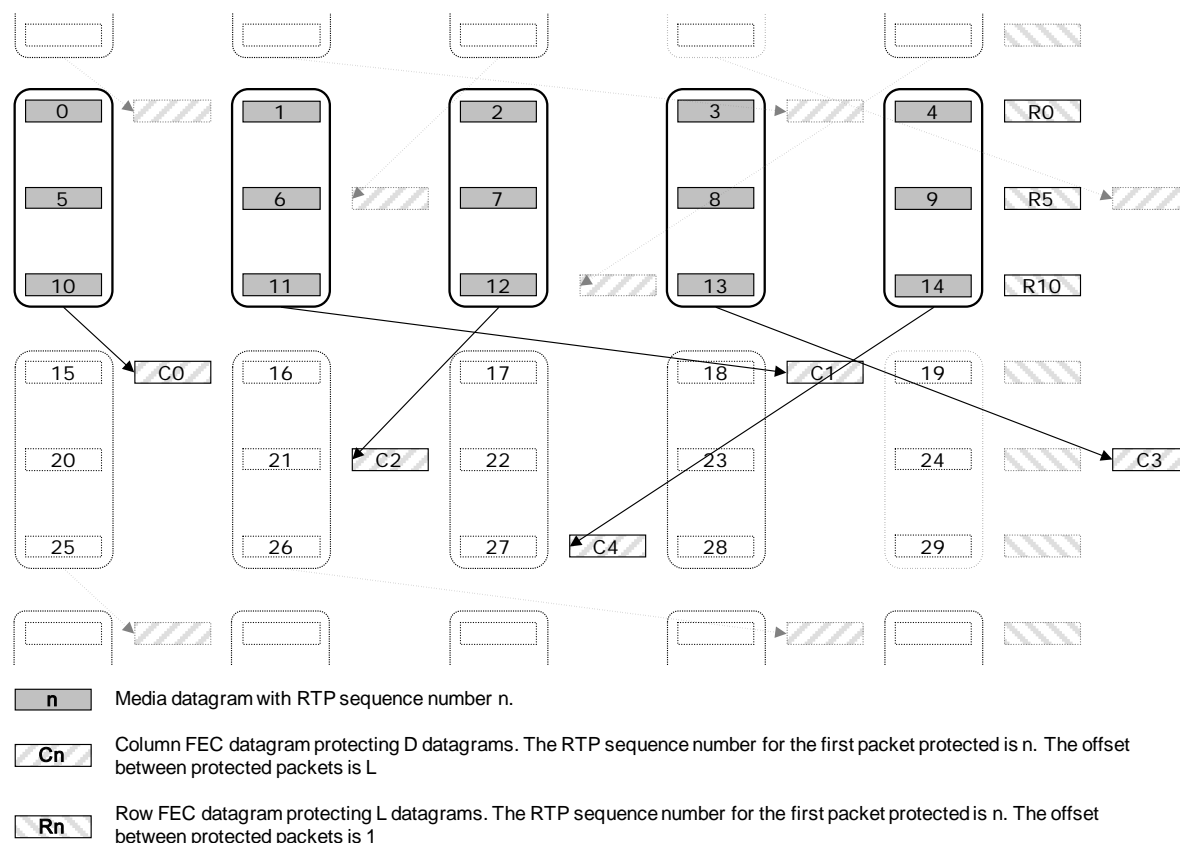 0 1 2 3 4 R0
5 6 7 8 9 R5
10 11 12 13 14 R10
15 C0 16 17 18 C1 19
20 21 C2 22 23 24 C3
25 26 27 C4 28 29
n Media datagram with RTP sequence number n.
Cn Column FEC datagram protecting D datagrams. The RTP sequence number for the first packet protected is n. The offset
between protected packets is L
Rn Row FEC datagram protecting L datagrams. The RTP sequence number for the first packet protected is n. The offset
between protected packets is 1